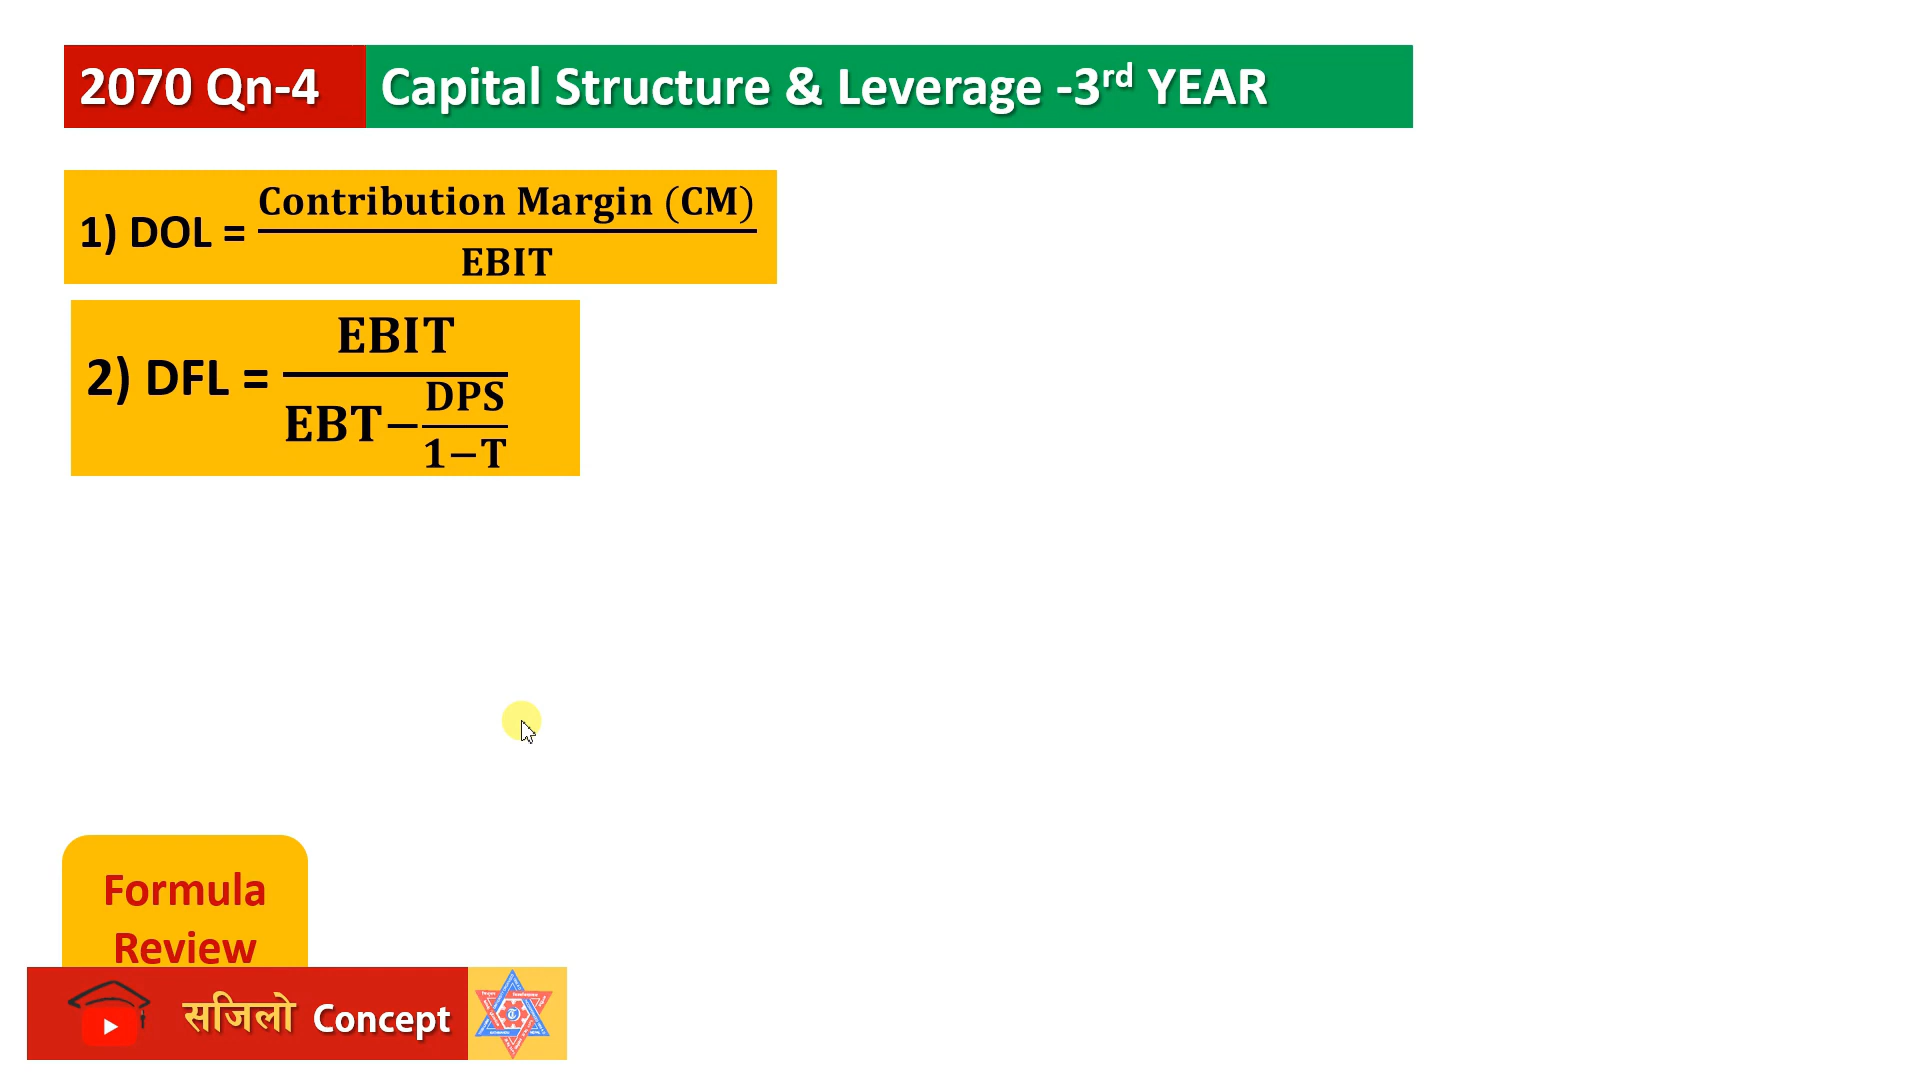 2070 Qn-4 Capital Structure & Leverage -3rd YEAR
1) DOL = Contribution Margin (CM) / EBIT
2) DFL = EBIT / EBT−DPS/1−T
Formula
Review
सजिलो Concept